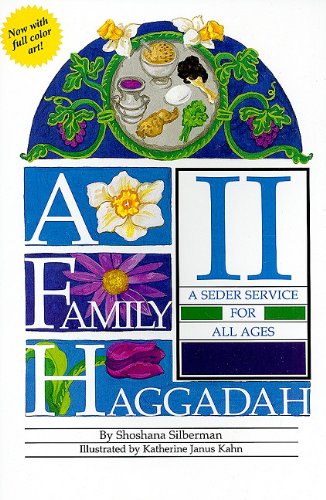 Now with
full color
art!
A
FAMILY
HAGGADAH
II
A SEDER SERVICE
FOR
ALL AGES
By Shoshana Silberman
Illustrated by Katherine Janus Kahn